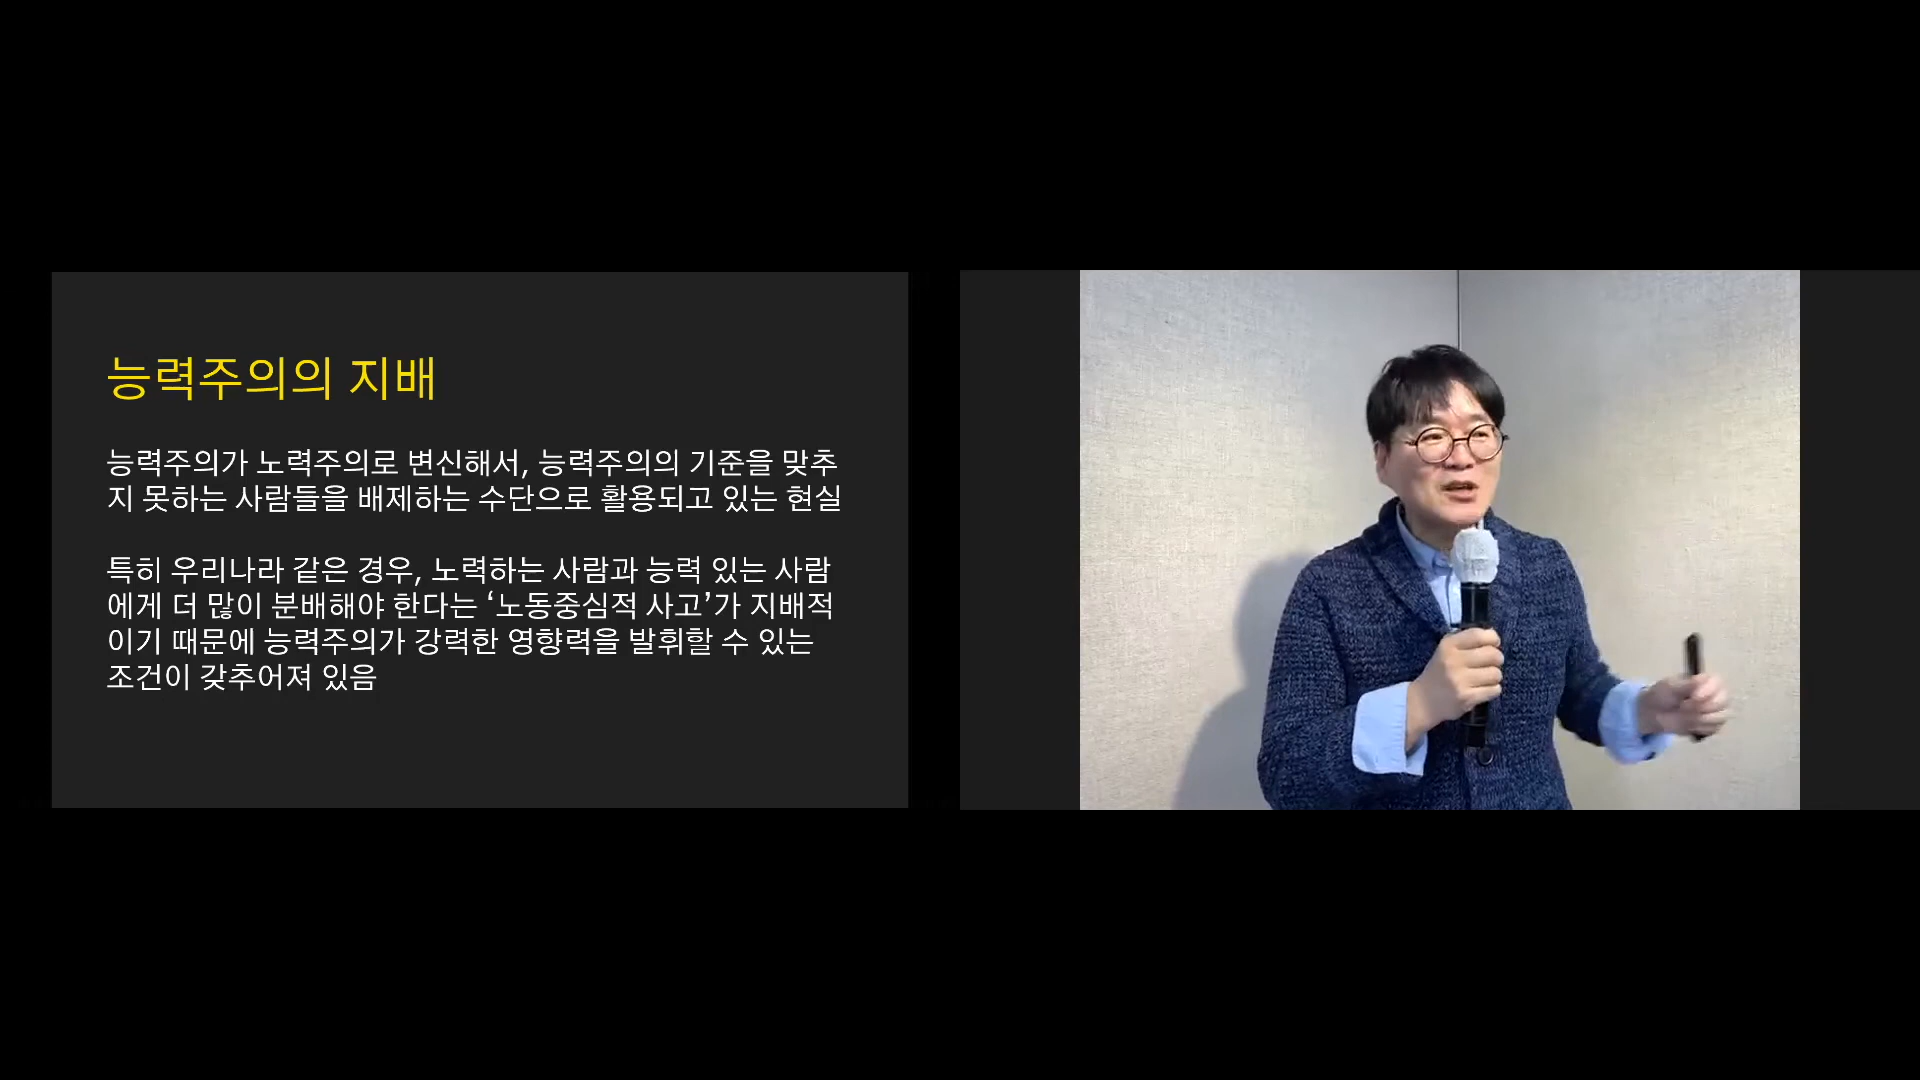 능력주의의 지배
능력주의가 노력주의로 변신해서, 능력주의의 기준을 맞추
지 못하는 사람들을 배제하는 수단으로 활용되고 있는 현실
특히 우리나라 같은 경우, 노력하는 사람과 능력 있는 사람
에게 더 많이 분배해야 한다는 ‘노동중심적 사고’가 지배적
이기 때문에 능력주의가 강력한 영향력을 발휘할 수 있는
조건이 갖추어져 있음